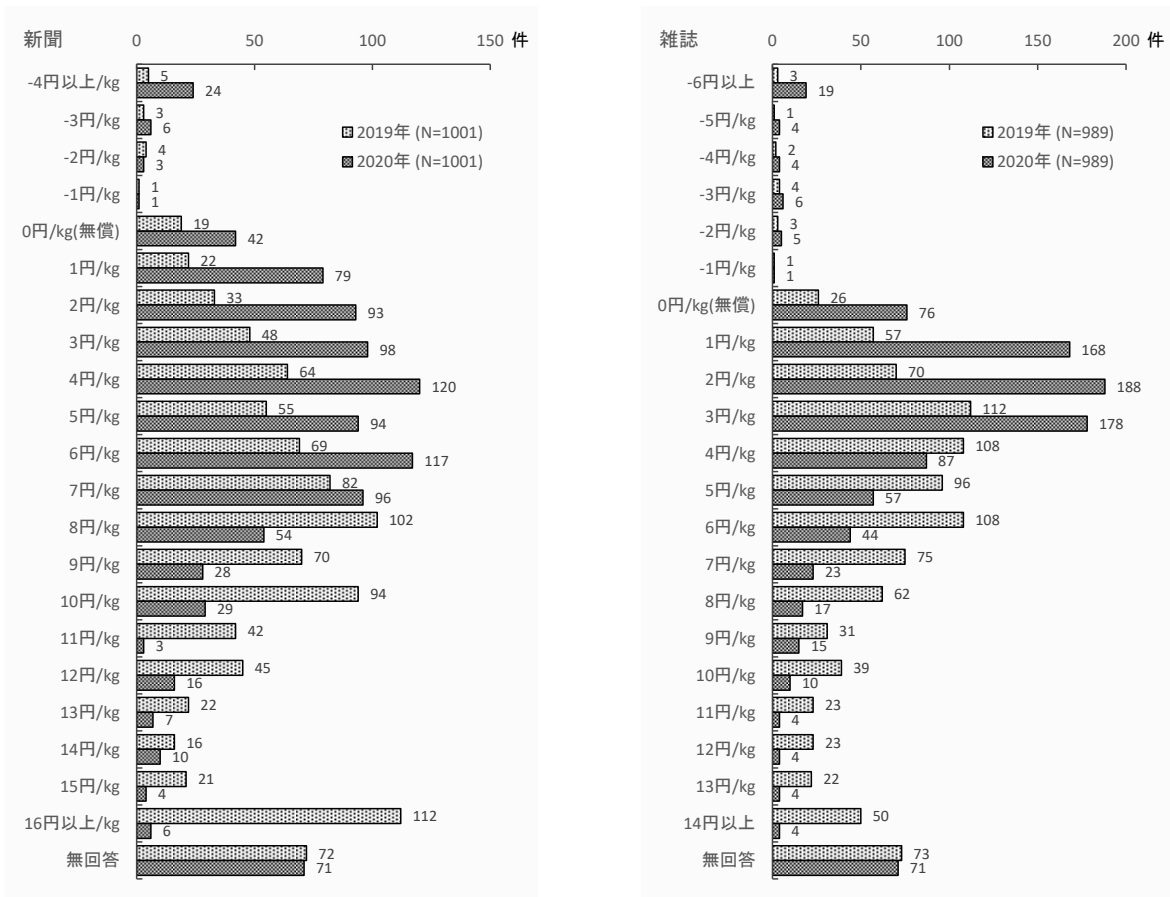 新聞
0 50 100 150 件
-4円以上/kg 5 24
-3円/kg 3 6
-2円/kg 4 3
-1円/kg 1 1
0円/kg(無償) 19 42
1円/kg 22 79
2円/kg 33 93
3円/kg 48 98
4円/kg 64 120
5円/kg 55 94
6円/kg 69 117
7円/kg 82 96
8円/kg 102 54
9円/kg 70 28
10円/kg 94 29
11円/kg 42 3
12円/kg 45 16
13円/kg 22 7
14円/kg 16 10
15円/kg 21 4
16円以上/kg 112 6
無回答 72 71
2019年 (N=1001)
2020年 (N=1001)
雑誌
0 50 100 150 200 件
-6円以上 3 19
-5円/kg 1 4
-4円/kg 2 4
-3円/kg 4 6
-2円/kg 3 5
-1円/kg 1 1
0円/kg(無償) 26 76
1円/kg 57 168
2円/kg 70 188
3円/kg 112 178
4円/kg 108 87
5円/kg 96 57
6円/kg 108 44
7円/kg 75 23
8円/kg 62 17
9円/kg 31 15
10円/kg 39 10
11円/kg 23 4
12円/kg 23 4
13円/kg 22 4
14円以上 50 4
無回答 73 71
2019年 (N=989)
2020年 (N=989)